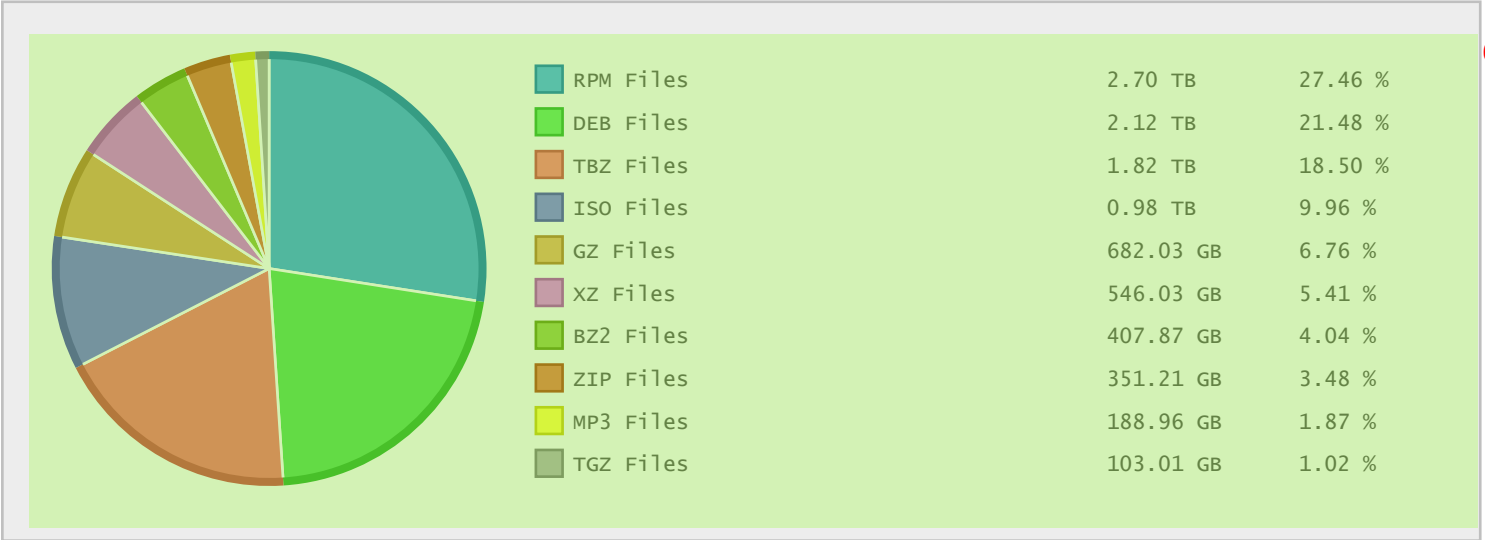 RPM Files 2.70 TB 27.46 %
DEB Files 2.12 TB 21.48 %
TBZ Files 1.82 TB 18.50 %
ISO Files 0.98 TB 9.96 %
GZ Files 682.03 GB 6.76 %
XZ Files 546.03 GB 5.41 %
BZ2 Files 407.87 GB 4.04 %
ZIP Files 351.21 GB 3.48 %
MP3 Files 188.96 GB 1.87 %
TGZ Files 103.01 GB 1.02 %